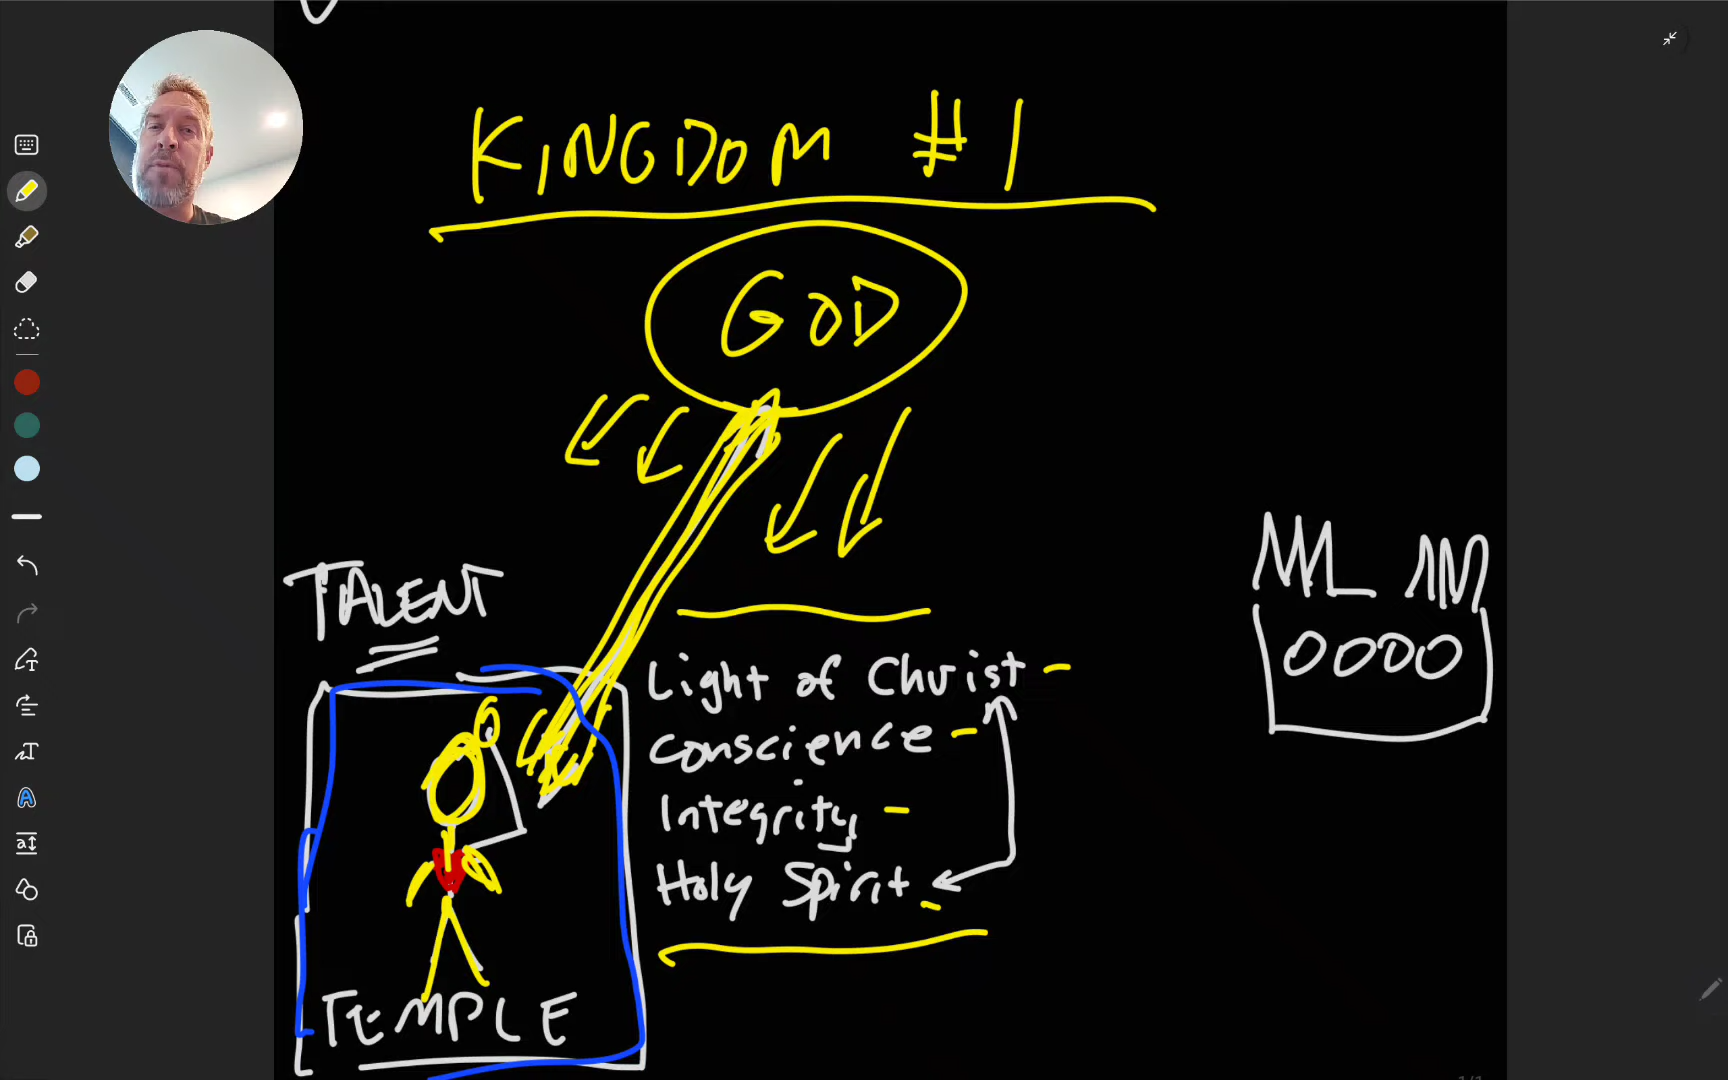 KINGDOM #1
GOD
TALENT
Light of Christ -
conscience -
Integrity -
Holy Spirit -
0000
TEMPLE